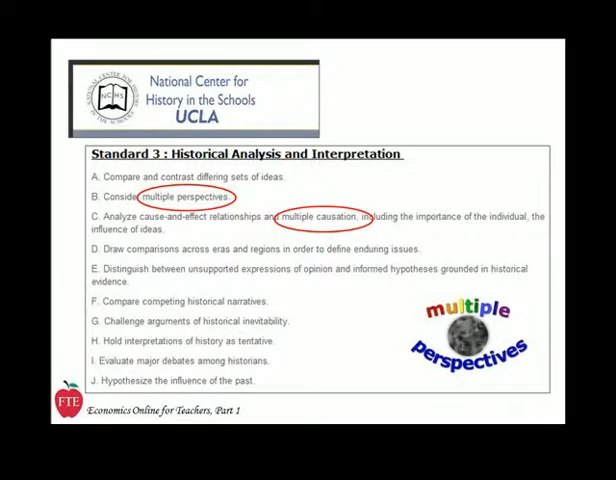 National Center for
History in the Schools
UCLA
NCHS
Standard 3 : Historical Analysis and Interpretation
A. Compare and contrast differing sets of ideas.
B. Consider multiple perspectives.
C. Analyze cause-and-effect relationships and multiple causation, including the importance of the individual, the
influence of ideas.
D. Draw comparisons across eras and regions in order to define enduring issues.
E. Distinguish between unsupported expressions of opinion and informed hypotheses grounded in historical
evidence.
F. Compare competing historical narratives.
G. Challenge arguments of historical inevitability.
H. Hold interpretations of history as tentative.
I. Evaluate major debates among historians.
J. Hypothesize the influence of the past.
multiple
perspectives
FTE
Economics Online for Teachers, Part 1